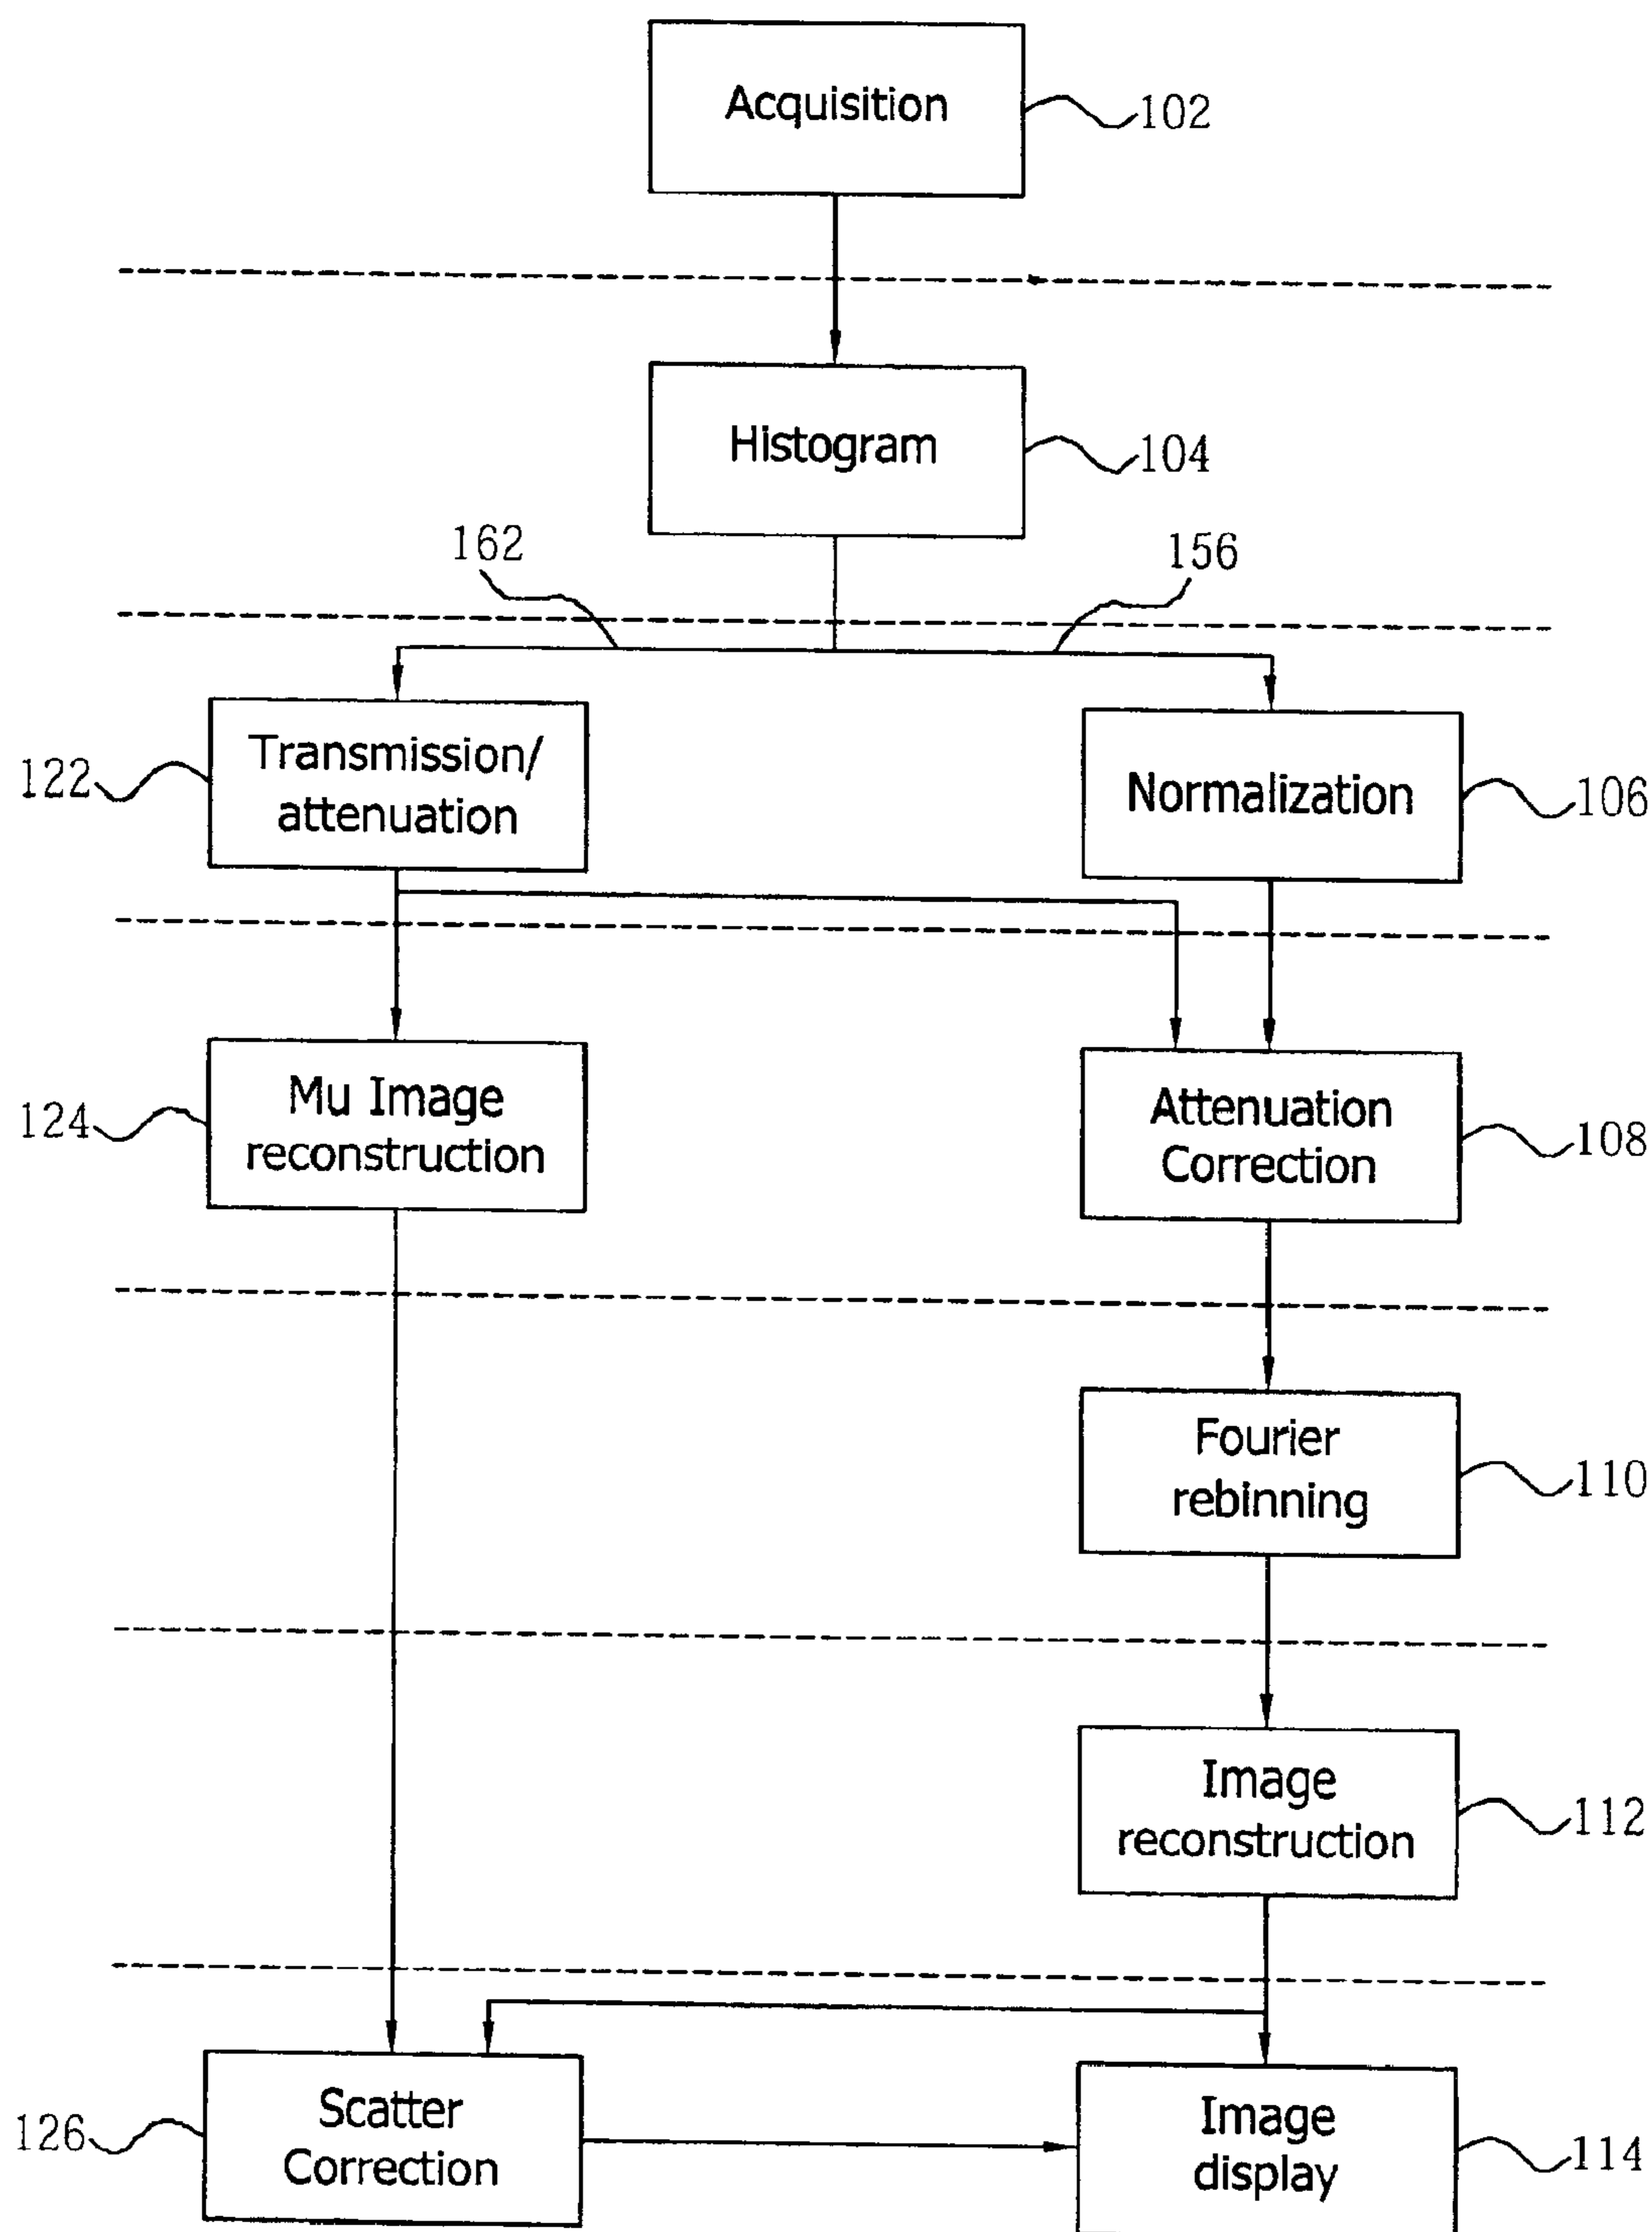 Acquisition
102
Histogram
104
162
156
Transmission/
attenuation
122
Normalization
106
Mu Image
reconstruction
124
Attenuation
Correction
108
Fourier
rebinning
110
Image
reconstruction
112
Scatter
Correction
126
Image
display
114